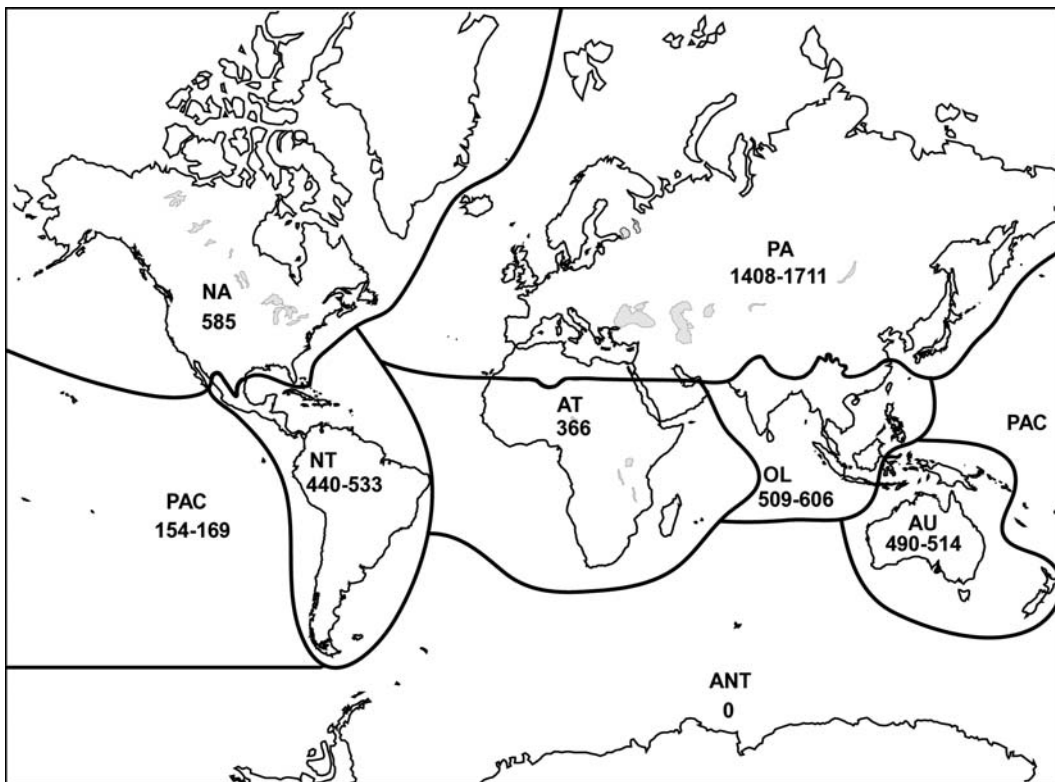 PA
1408-1711
NA
585
AT
366
PAC
NT
440-533
OL
509-606
PAC
154-169
AU
490-514
ANT
0